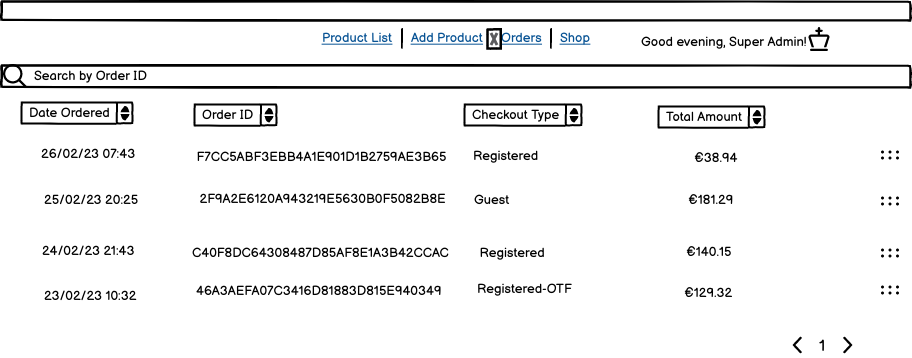 Product List Add Product X Orders Shop
Good evening, Super Admin!
Search by Order ID
Date Ordered Order ID Checkout Type Total Amount
26/02/23 07:43 F7CC5ABF3EBB4A1E901D1B2759AE3B65 Registered €38.94
25/02/23 20:25 2F9A2E6120A943219E5630B0F5082B8E Guest €181.29
24/02/23 21:43 C40F8DC64308487D85AF8E1A3B42CCAC Registered €140.15
23/02/23 10:32 46A3AEFA07C3416D81883D815E940349 Registered-OTF €129.32
1